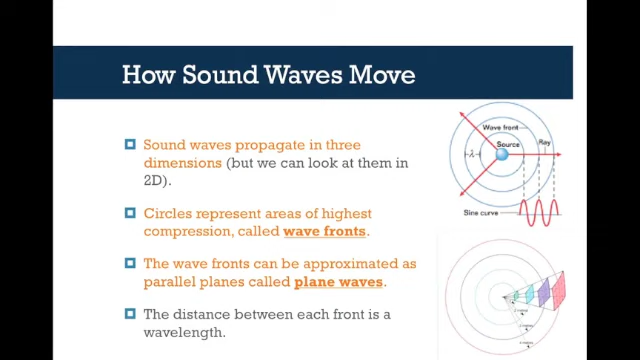 How Sound Waves Move
Sound waves propagate in three
dimensions (but we can look at them in
2D).
Circles represent areas of highest
compression, called wave fronts.
The wave fronts can be approximated as
parallel planes called plane waves.
The distance between each front is a
wavelength.
Wave front
Source
Ray
λ
Sine curve